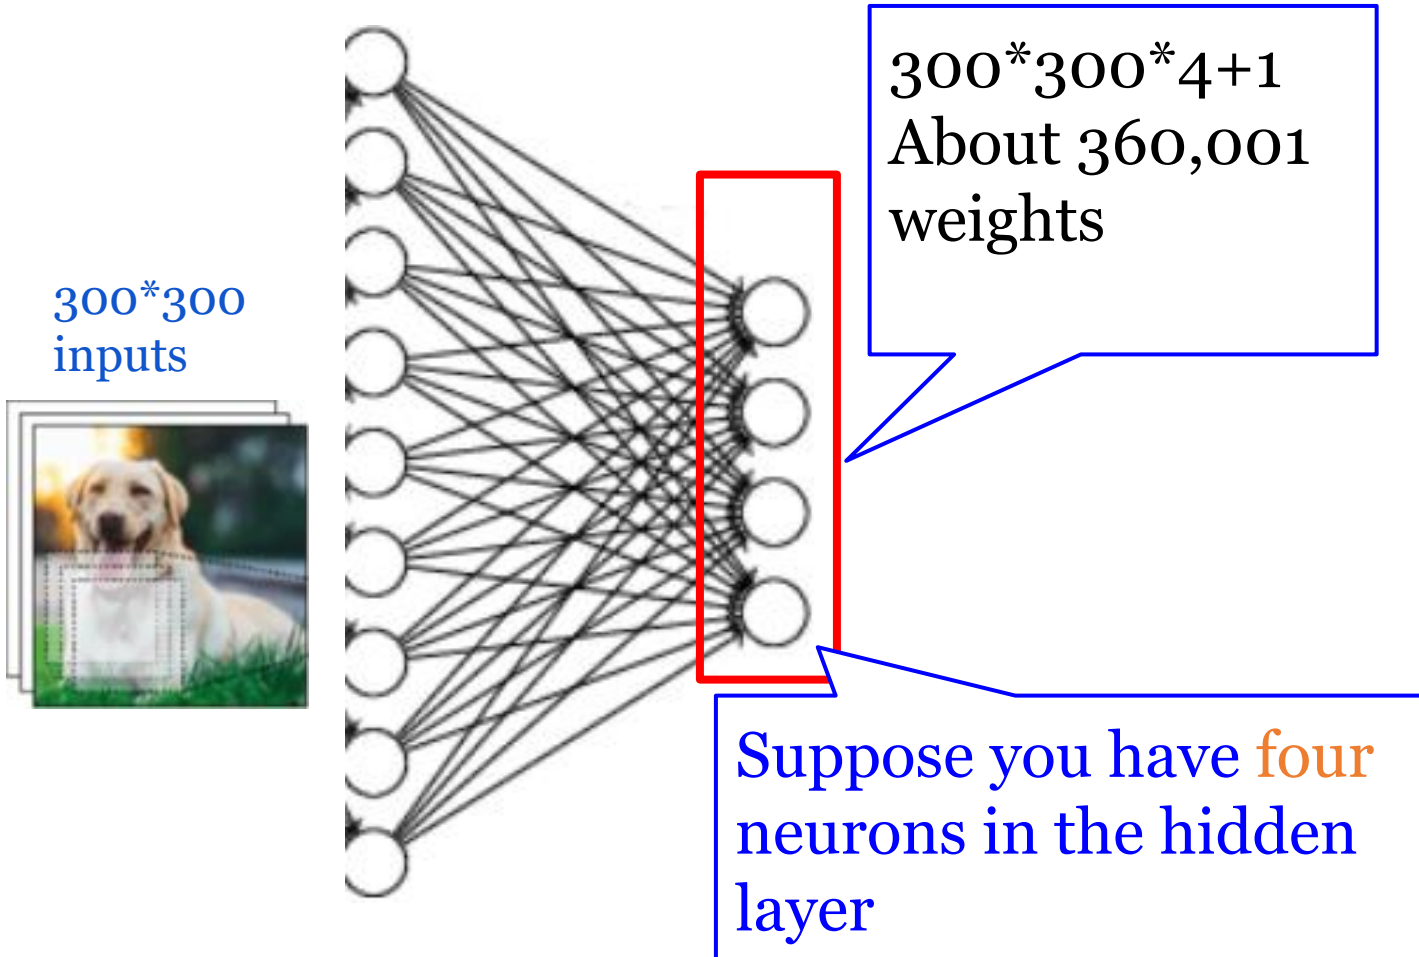 300*300*4+1
About 360,001
weights
300*300
inputs
Suppose you have four
neurons in the hidden
layer